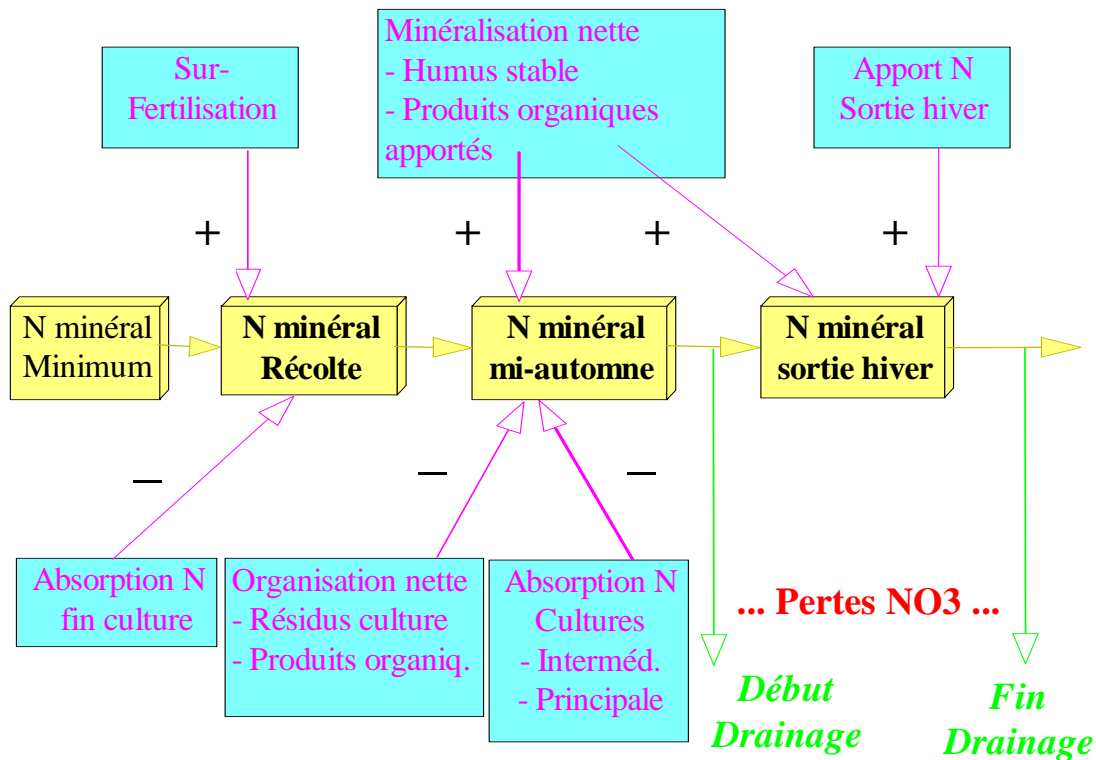 Sur-
Fertilisation
Minéralisation nette
- Humus stable
- Produits organiques
apportés
Apport N
Sortie hiver
+
+
+
+
N minéral
Minimum
N minéral
Récolte
N minéral
mi-automne
N minéral
sortie hiver
–
–
–
Absorption N
fin culture
Organisation nette
- Résidus culture
- Produits organiq.
Absorption N
Cultures
- Interméd.
- Principale
... Pertes NO3 ...
Début
Drainage
Fin
Drainage